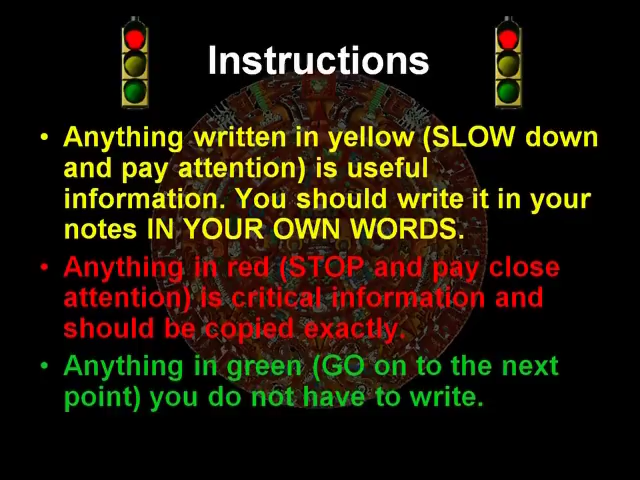 Instructions
• Anything written in yellow (SLOW down
and pay attention) is useful
information. You should write it in your
notes IN YOUR OWN WORDS.
• Anything in red (STOP and pay close
attention) is critical information and
should be copied exactly.
• Anything in green (GO on to the next
point) you do not have to write.